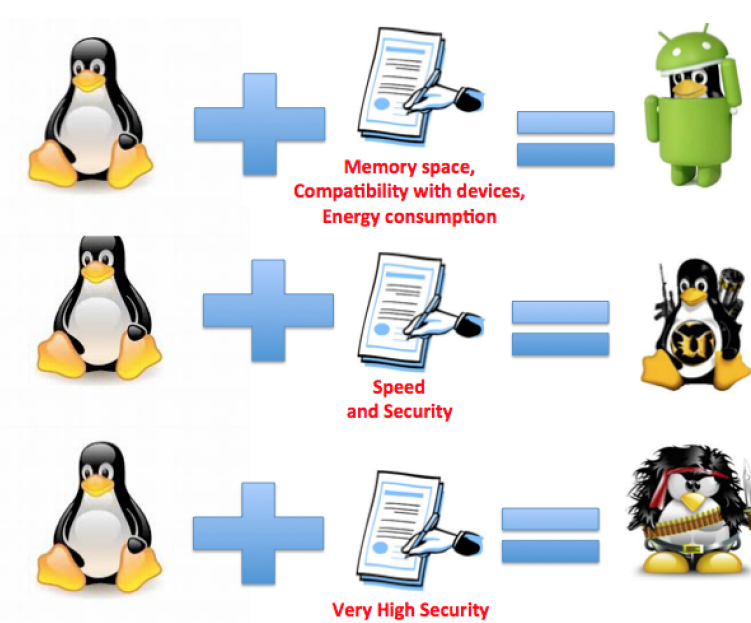 Memory space,
Compatibility with devices,
Energy consumption
Speed
and Security
Very High Security